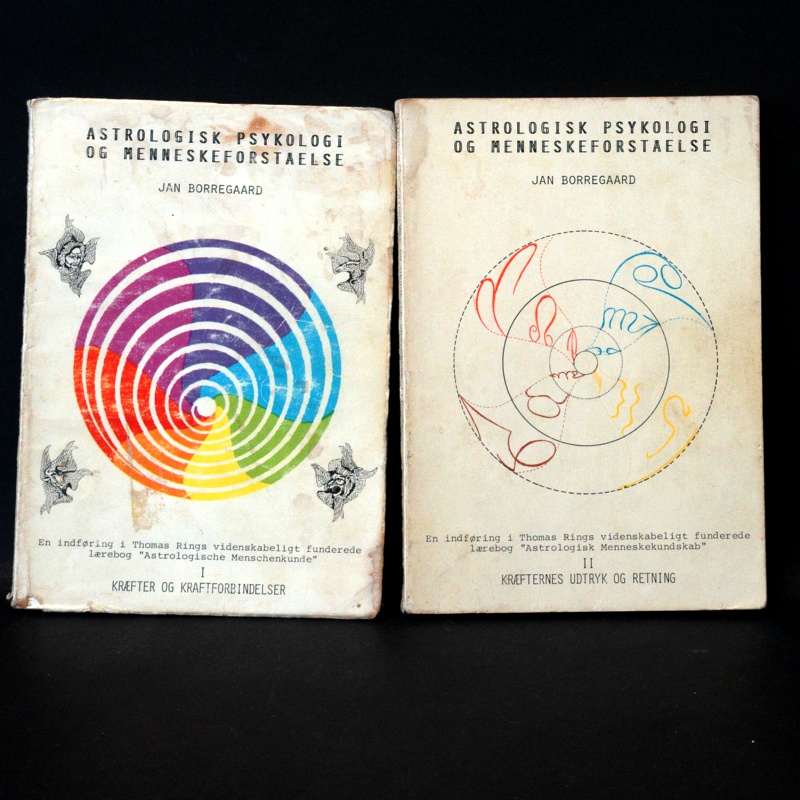 ASTROLOGISK PSYKOLOGI
OG MENNESKEFORSTAELSE
JAN BORREGAARD
En indføring i Thomas Rings videnskabeligt funderede
lærebog "Astrologische Menschenkunde"
I
KRÆFTER OG KRAFTFORBINDELSER
ASTROLOGISK PSYKOLOGI
OG MENNESKEFORSTAELSE
JAN BORREGAARD
En indføring i Thomas Rings videnskabeligt funderede
lærebog "Astrologisk Menneskekundskab"
II
KRÆFTERNES UDTRYK OG RETNING